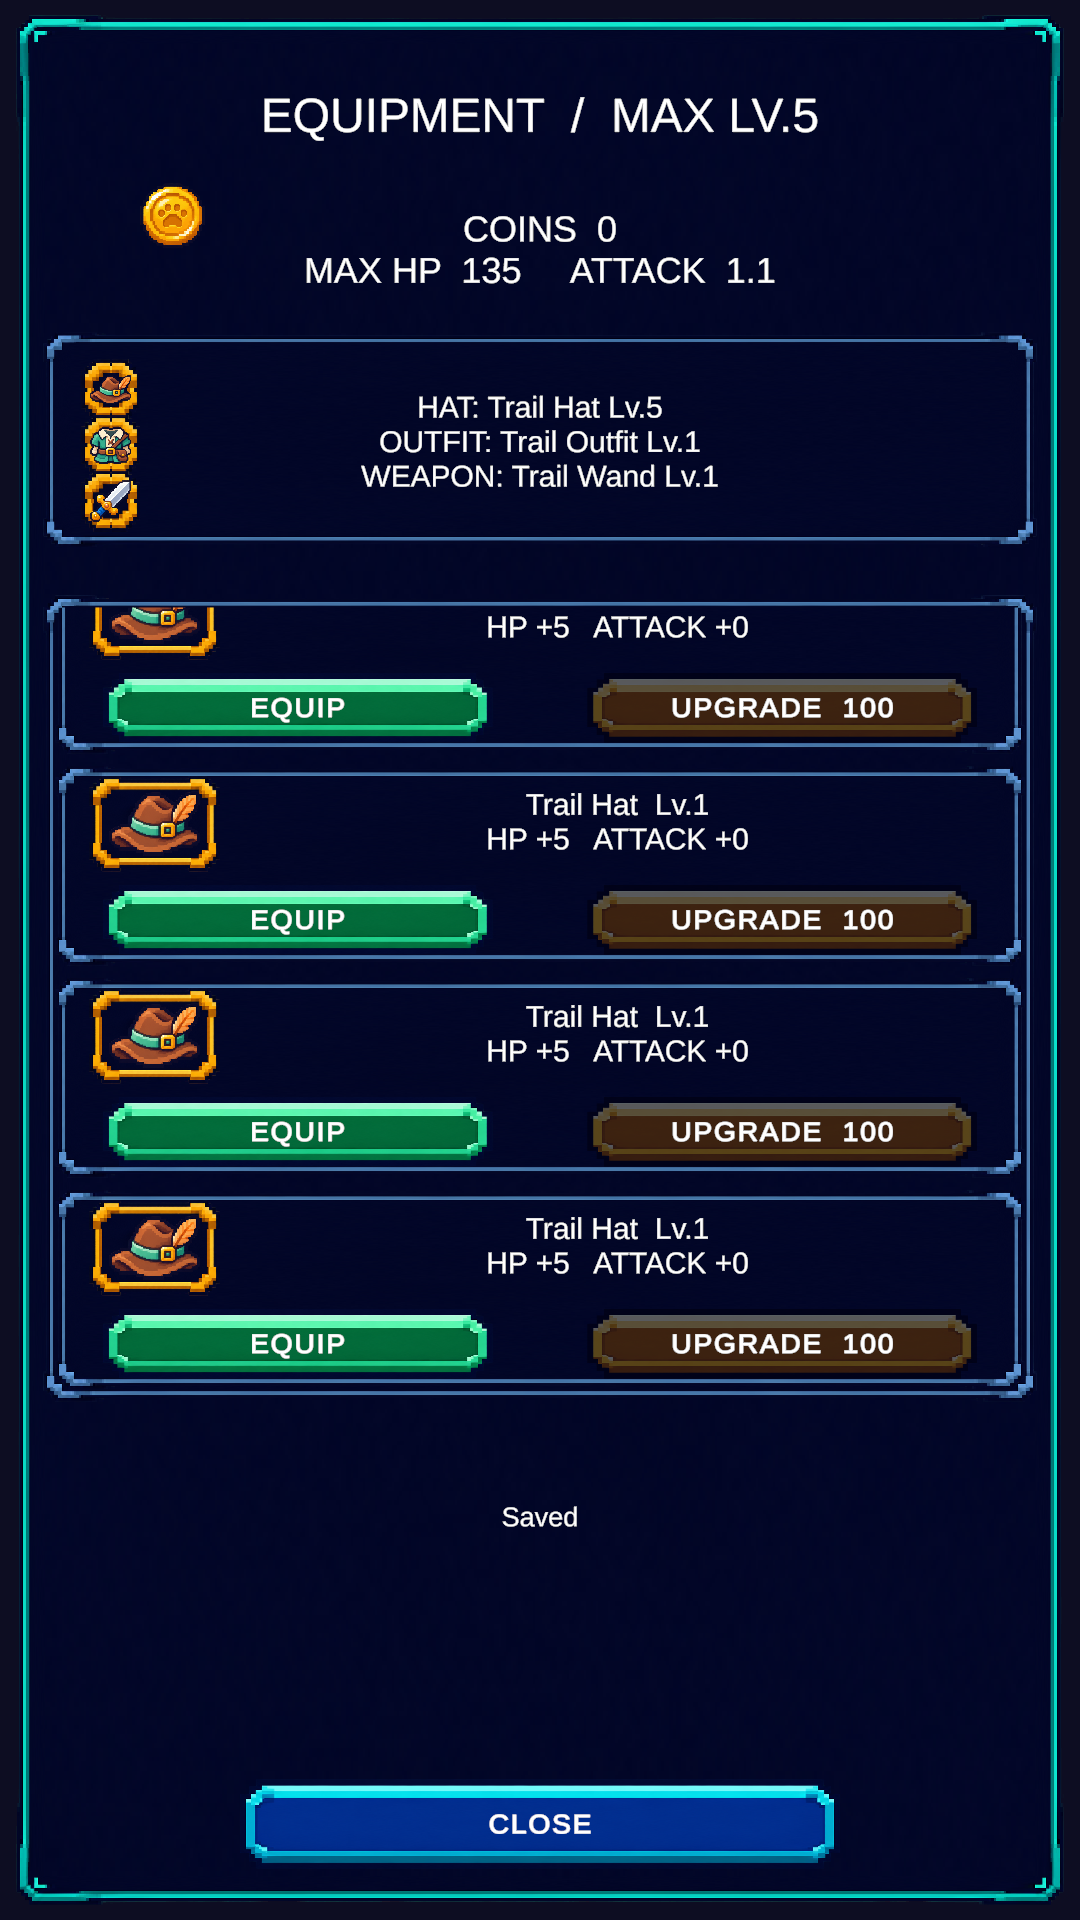 EQUIPMENT / MAX LV.5
COINS 0
MAX HP 135 ATTACK 1.1
HAT: Trail Hat Lv.5
OUTFIT: Trail Outfit Lv.1
WEAPON: Trail Wand Lv.1
HP +5 ATTACK +0
EQUIP UPGRADE 100
Trail Hat Lv.1
HP +5 ATTACK +0
EQUIP UPGRADE 100
Trail Hat Lv.1
HP +5 ATTACK +0
EQUIP UPGRADE 100
Trail Hat Lv.1
HP +5 ATTACK +0
EQUIP UPGRADE 100
Saved
CLOSE